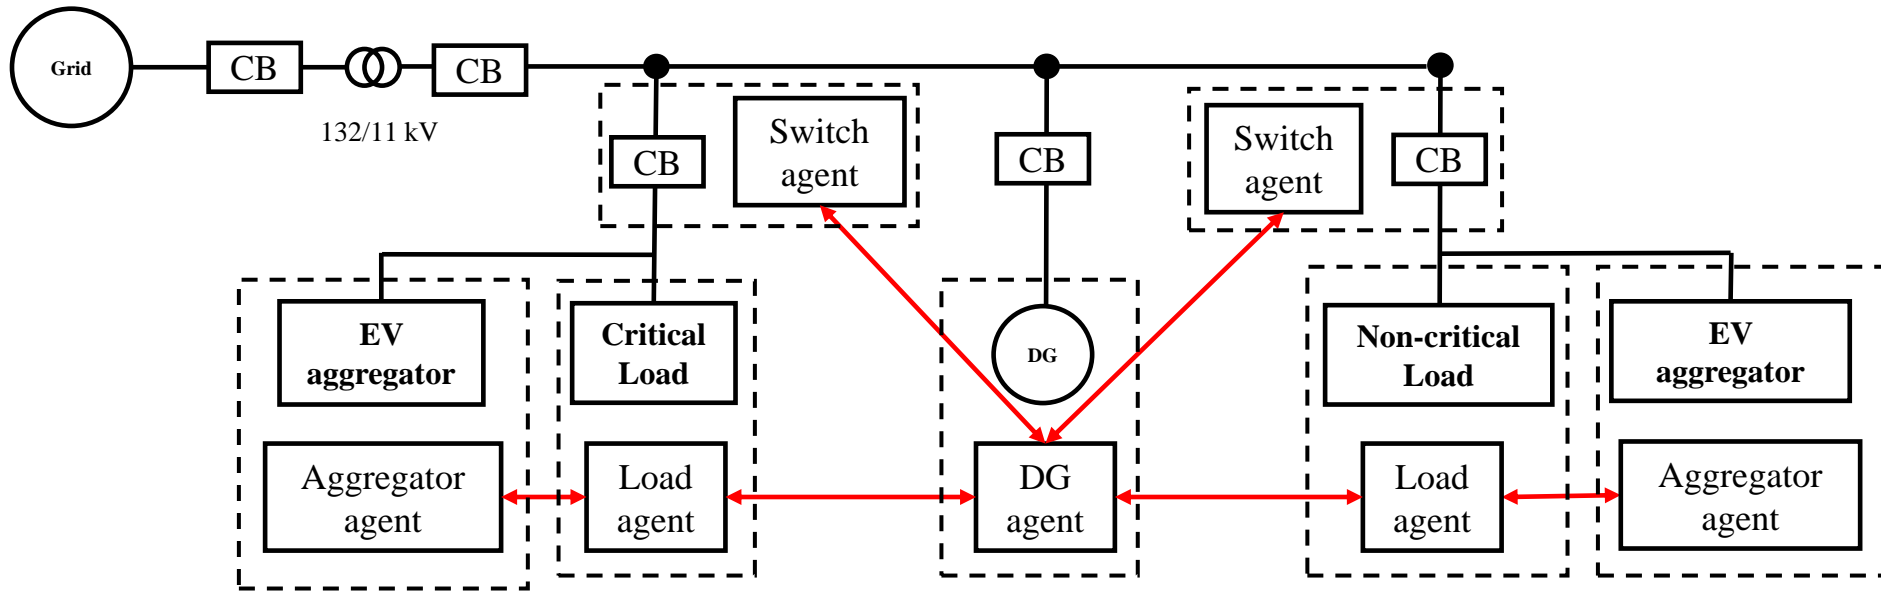 Grid
CB
CB
132/11 kV
CB
Switch
agent
CB
Switch
agent
CB
EV
aggregator
Critical
Load
DG
Non-critical
Load
EV
aggregator
Aggregator
agent
Load
agent
DG
agent
Load
agent
Aggregator
agent